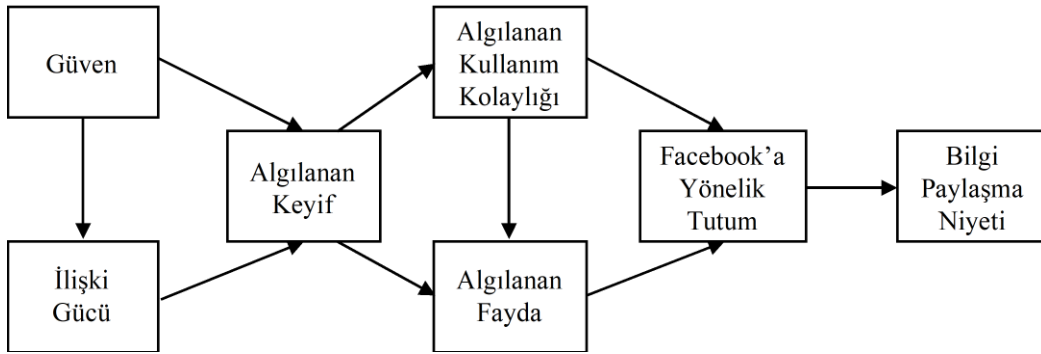 Güven
İlişki
Gücü
Algılanan
Keyif
Algılanan
Kullanım
Kolaylığı
Algılanan
Fayda
Facebook’a
Yönelik
Tutum
Bilgi
Paylaşma
Niyeti